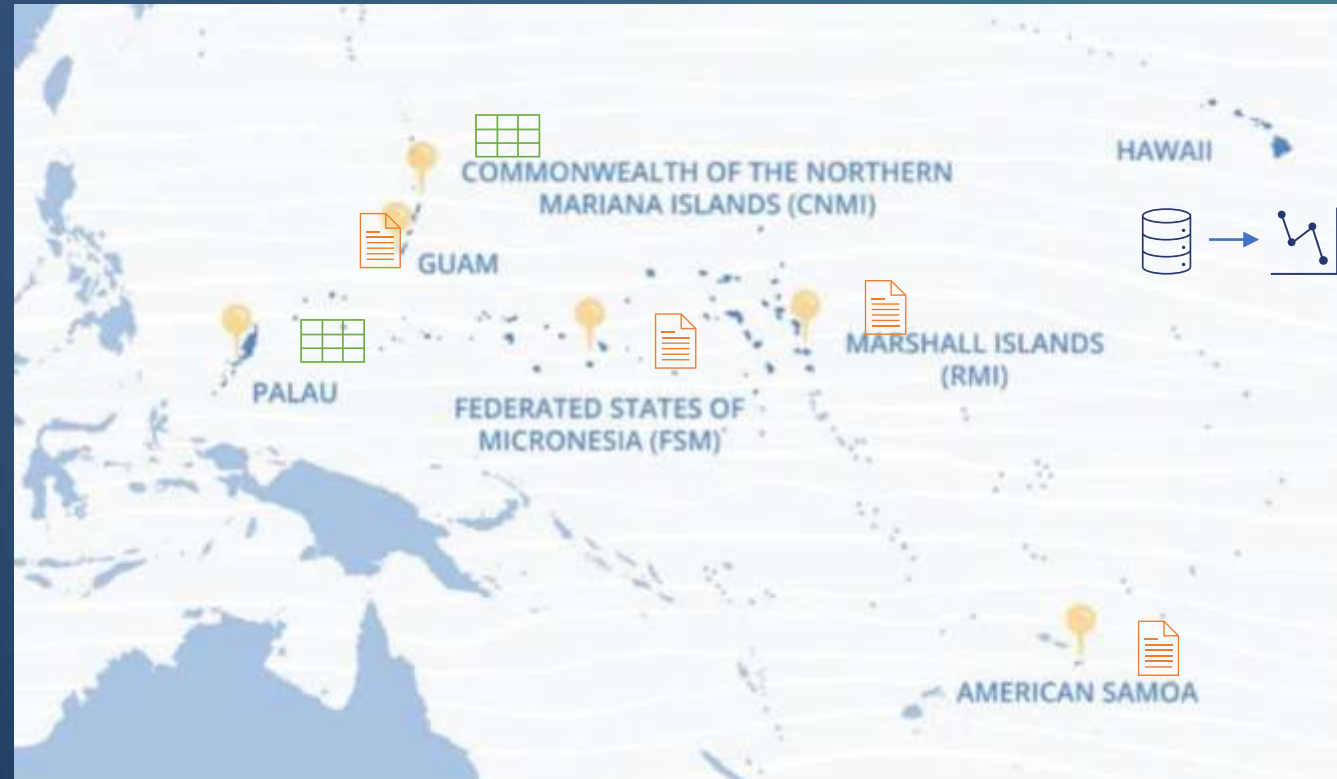 HAWAII
COMMONWEALTH OF THE NORTHERN
MARIANA ISLANDS (CNMI)
GUAM
MARSHALL ISLANDS
(RMI)
PALAU
FEDERATED STATES OF
MICRONESIA (FSM)
AMERICAN SAMOA